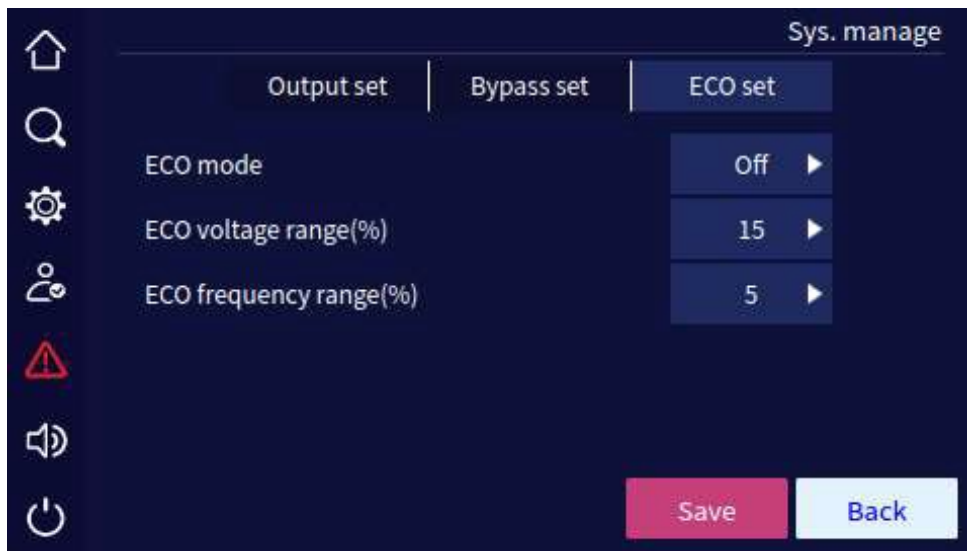 Sys. manage
Output set Bypass set ECO set
ECO mode Off
ECO voltage range(%) 15
ECO frequency range(%) 5
Save Back